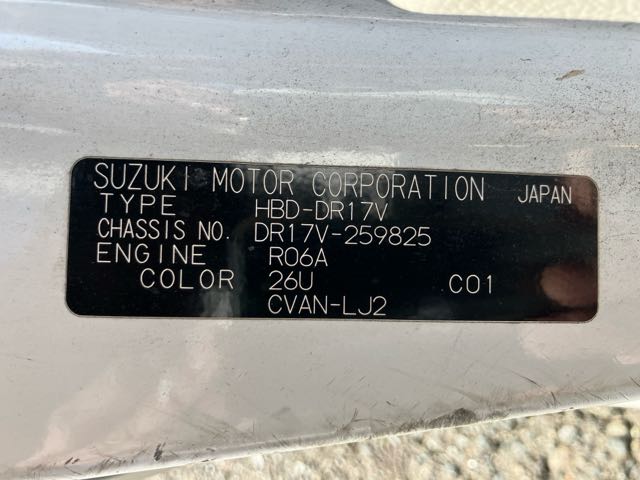 SUZUKI MOTOR CORPORATION JAPAN
TYPE HBD-DR17V
CHASSIS NO. DR17V-259825
ENGINE R06A
COLOR 26U C01
CVAN-LJ2